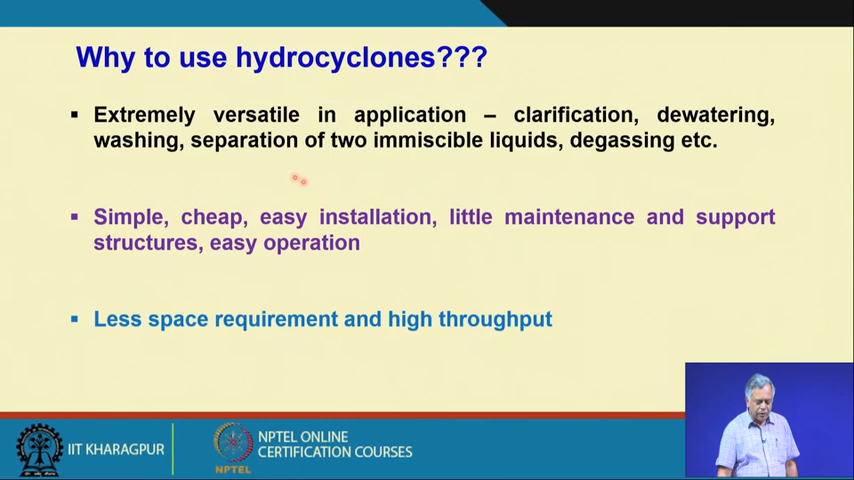 Why to use hydrocyclones???
▪ Extremely versatile in application – clarification, dewatering,
washing, separation of two immiscible liquids, degassing etc.
▪ Simple, cheap, easy installation, little maintenance and support
structures, easy operation
▪ Less space requirement and high throughput
IIT KHARAGPUR
NPTEL
NPTEL ONLINE
CERTIFICATION COURSES